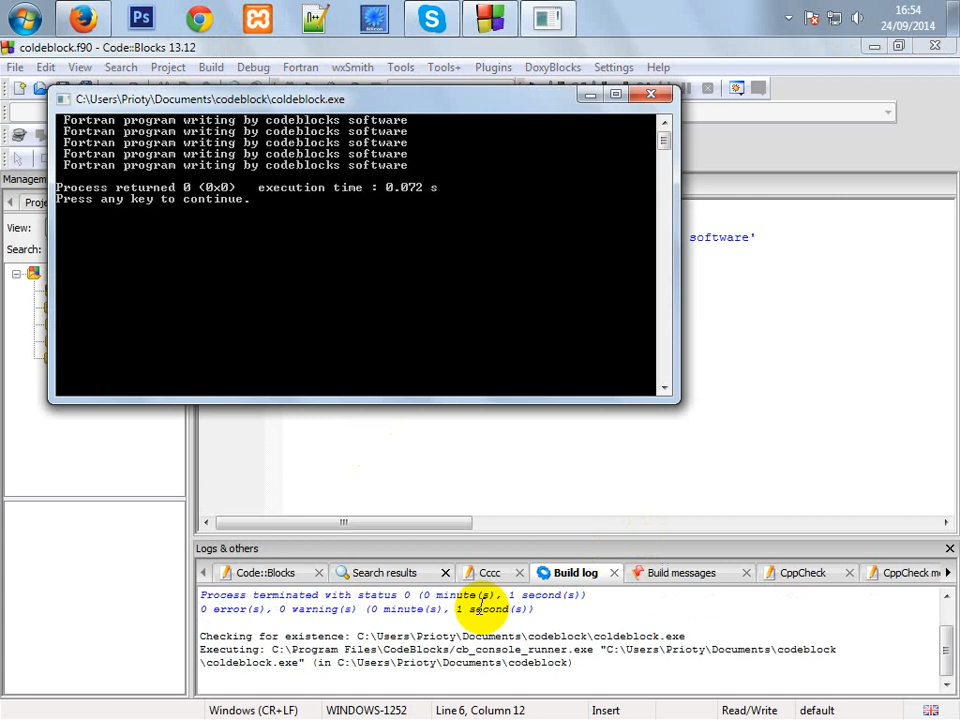 Ps
N++
S
16:54
24/09/2014
coldeblock.f90 - Code::Blocks 13.12
File Edit View Search Project Build Debug Fortran wxSmith Tools Tools+ Plugins DoxyBlocks Settings Help
C:\Users\Prioty\Documents\codeblock\coldeblock.exe
Fortran program writing by codeblocks software
Fortran program writing by codeblocks software
Fortran program writing by codeblocks software
Fortran program writing by codeblocks software
Fortran program writing by codeblocks software
Process returned 0 (0x0)   execution time : 0.072 s
Press any key to continue.
View:
Search:
software'
Logs & others
Code::Blocks Search results Cccc Build log Build messages CppCheck
Process terminated with status 0 (0 minute(s), 1 second(s))
0 error(s), 0 warning(s) (0 minute(s), 1 second(s))
Checking for existence: C:\Users\Prioty\Documents\codeblock\coldeblock.exe
Executing: C:\Program Files\CodeBlocks/cb_console_runner.exe "C:\Users\Prioty\Documents\codeblock
\coldeblock.exe" (in C:\Users\Prioty\Documents\codeblock)
Windows (CR+LF) WINDOWS-1252 Line 6, Column 12 Insert Read/Write default